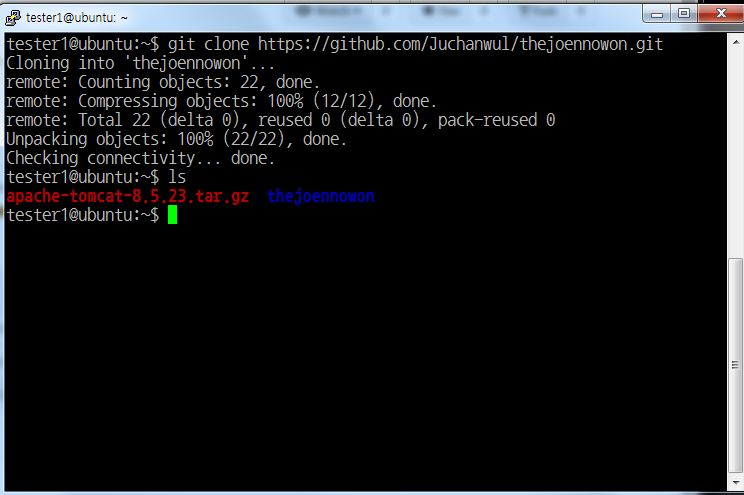 tester1@ubuntu: ~
tester1@ubuntu:~$ git clone https://github.com/Juchanwul/thejoennowon.git
Cloning into 'thejoennowon'...
remote: Counting objects: 22, done.
remote: Compressing objects: 100% (12/12), done.
remote: Total 22 (delta 0), reused 0 (delta 0), pack-reused 0
Unpacking objects: 100% (22/22), done.
Checking connectivity... done.
tester1@ubuntu:~$ ls
apache-tomcat-8.5.23.tar.gz  thejoennowon
tester1@ubuntu:~$